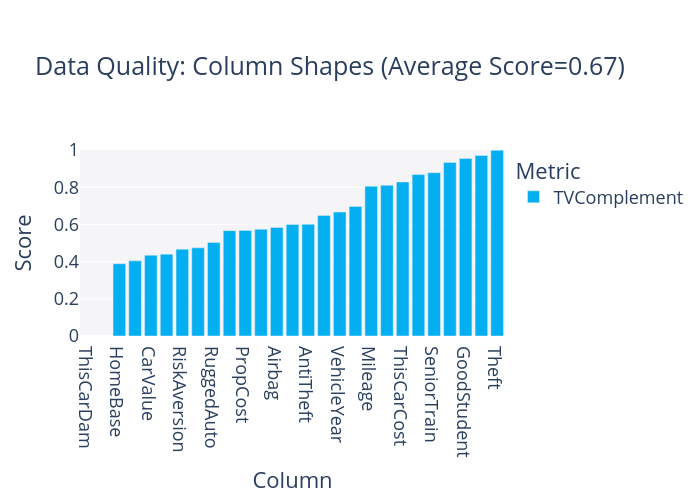 Data Quality: Column Shapes (Average Score=0.67)
Metric
TVComplement
Score
1
0.8
0.6
0.4
0.2
0
ThisCarDam
HomeBase
CarValue
RiskAversion
RuggedAuto
PropCost
Airbag
AntiTheft
VehicleYear
Mileage
ThisCarCost
SeniorTrain
GoodStudent
Theft
Column